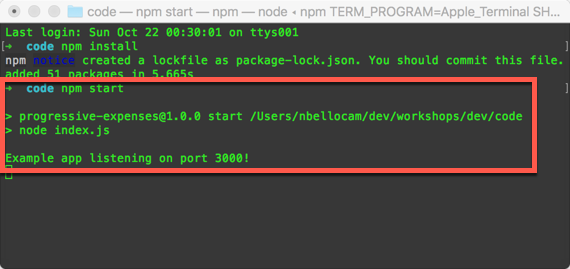 code — npm start — npm — node ◂ npm TERM_PROGRAM=Apple_Terminal SH...
Last login: Sun Oct 22 00:30:01 on ttys001
[➜  code npm install ]
npm notice created a lockfile as package-lock.json. You should commit this file.
added 51 packages in 5.665s
➜  code npm start

> progressive-expenses@1.0.0 start /Users/nbellocam/dev/workshops/dev/code
> node index.js

Example app listening on port 3000!